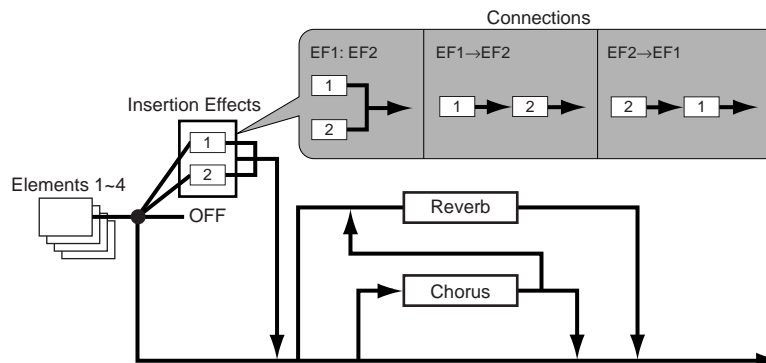 Connections
EF1: EF2
EF1→EF2
EF2→EF1
1
2
1
2
2
1
Insertion Effects
1
2
Elements 1~4
OFF
Reverb
Chorus